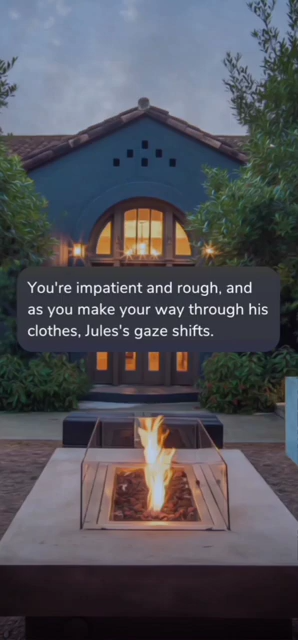 You're impatient and rough, and
as you make your way through his
clothes, Jules's gaze shifts.